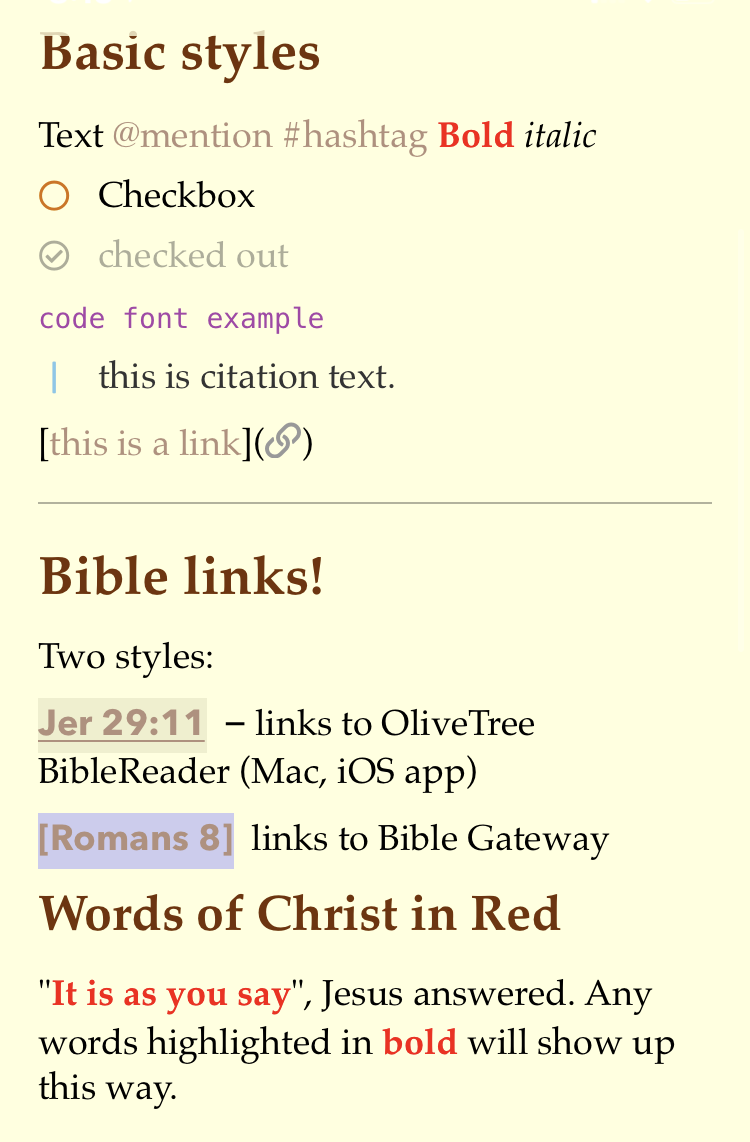 Basic styles
Text @mention #hashtag Bold italic
Checkbox
checked out
code font example
this is citation text.
[this is a link]()
Bible links!
Two styles:
Jer 29:11 – links to OliveTree
BibleReader (Mac, iOS app)
[Romans 8] links to Bible Gateway
Words of Christ in Red
"It is as you say", Jesus answered. Any
words highlighted in bold will show up
this way.